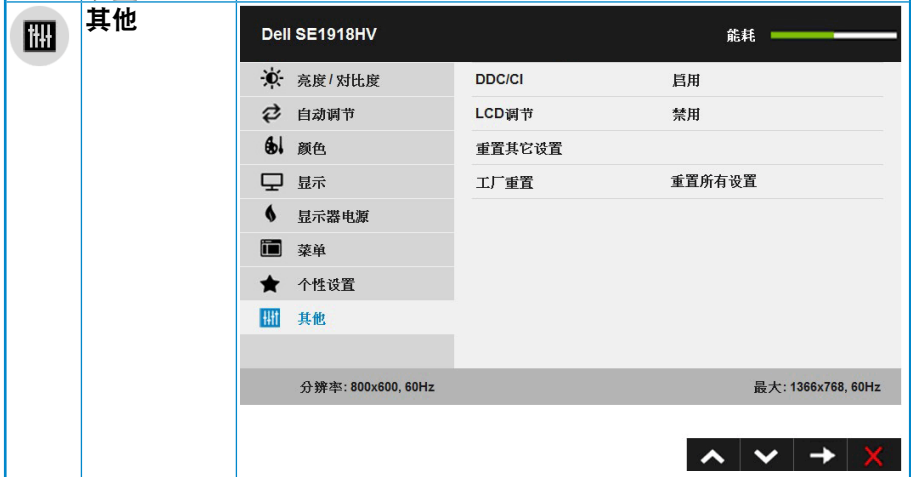 其他
Dell SE1918HV 能耗
亮度 / 对比度 DDC/CI 启用
自动调节 LCD调节 禁用
颜色 重置其它设置
显示 工厂重置 重置所有设置
显示器电源
菜单
个性设置
其他
分辨率: 800x600, 60Hz 最大: 1366x768, 60Hz